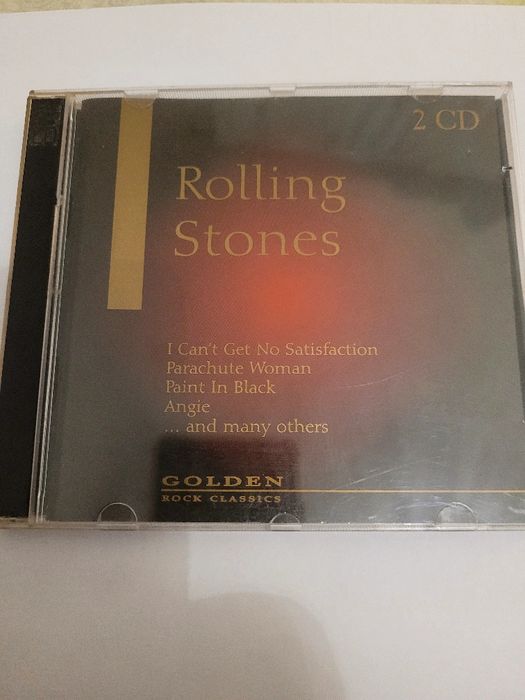 2 CD
Rolling
Stones
I Can't Get No Satisfaction
Parachute Woman
Paint In Black
Angie
... and many others
GOLDEN
ROCK CLASSICS